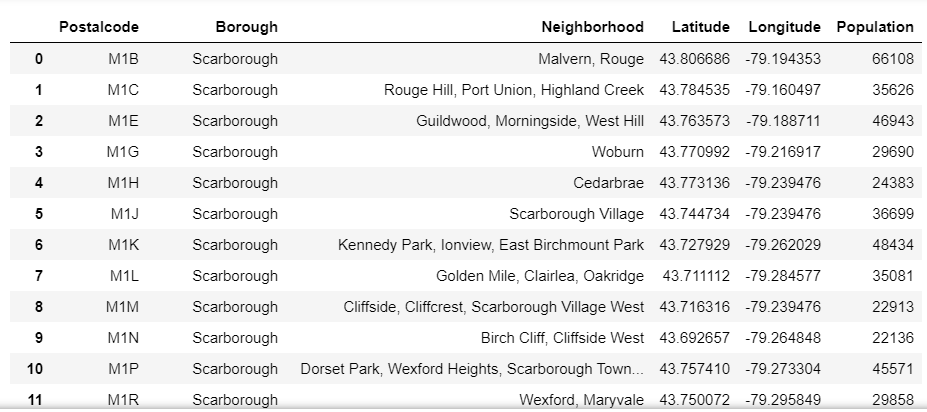 Postalcode Borough Neighborhood Latitude Longitude Population
0 M1B Scarborough Malvern, Rouge 43.806686 -79.194353 66108
1 M1C Scarborough Rouge Hill, Port Union, Highland Creek 43.784535 -79.160497 35626
2 M1E Scarborough Guildwood, Morningside, West Hill 43.763573 -79.188711 46943
3 M1G Scarborough Woburn 43.770992 -79.216917 29690
4 M1H Scarborough Cedarbrae 43.773136 -79.239476 24383
5 M1J Scarborough Scarborough Village 43.744734 -79.239476 36699
6 M1K Scarborough Kennedy Park, Ionview, East Birchmount Park 43.727929 -79.262029 48434
7 M1L Scarborough Golden Mile, Clairlea, Oakridge 43.711112 -79.284577 35081
8 M1M Scarborough Cliffside, Cliffcrest, Scarborough Village West 43.716316 -79.239476 22913
9 M1N Scarborough Birch Cliff, Cliffside West 43.692657 -79.264848 22136
10 M1P Scarborough Dorset Park, Wexford Heights, Scarborough Town... 43.757410 -79.273304 45571
11 M1R Scarborough Wexford, Maryvale 43.750072 -79.295849 29858